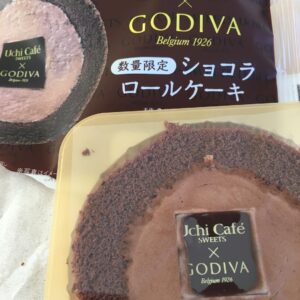 ×
GODIVA
Belgium 1926
数量限定 ショコラ
ロールケーキ
Uchi Café
SWEETS
×
GODIVA
Uchi Café
SWEETS
×
GODIVA
Belgium 1926